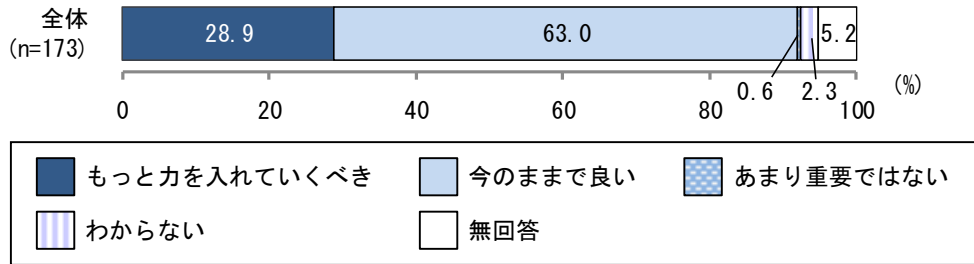 全体
(n=173)
28.9
63.0
5.2
0.6
2.3
(%)
0
20
40
60
80
100
もっと力を入れていくべき
今のままで良い
あまり重要ではない
わからない
無回答